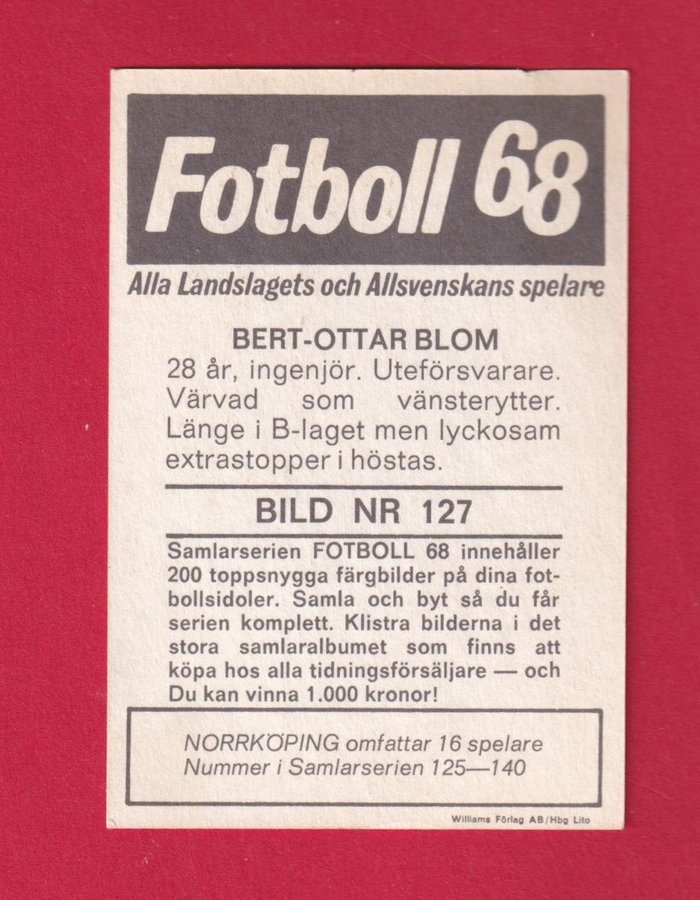 Fotboll 68
Alla Landslagets och Allsvenskans spelare
BERT-OTTAR BLOM
28 år, ingenjör. Uteförsvarare.
Värvad som vänsterytter.
Länge i B-laget men lyckosam
extrastopper i höstas.
BILD NR 127
Samlarserien FOTBOLL 68 innehåller
200 toppsnygga färgbilder på dina fot-
bollsidoler. Samla och byt så du får
serien komplett. Klistra bilderna i det
stora samlaralbumet som finns att
köpa hos alla tidningsförsäljare — och
Du kan vinna 1.000 kronor!
NORRKÖPING omfattar 16 spelare
Nummer i Samlarserien 125—140
Williams Förlag AB/Hbg Lito